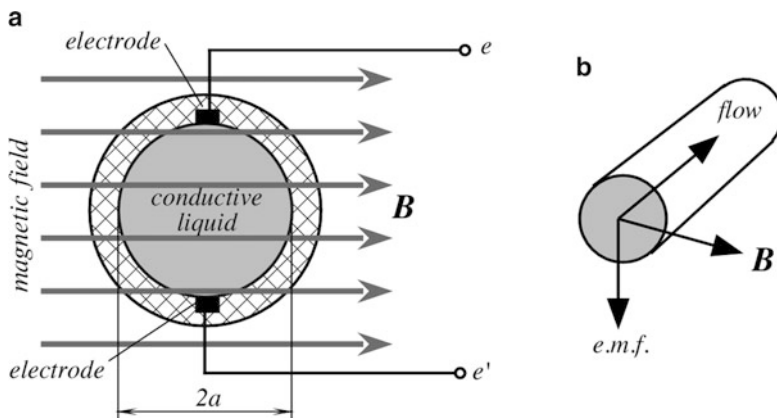 a
electrode
e
magnetic field
conductive
liquid
B
electrode
e'
2a
b
flow
B
e.m.f.